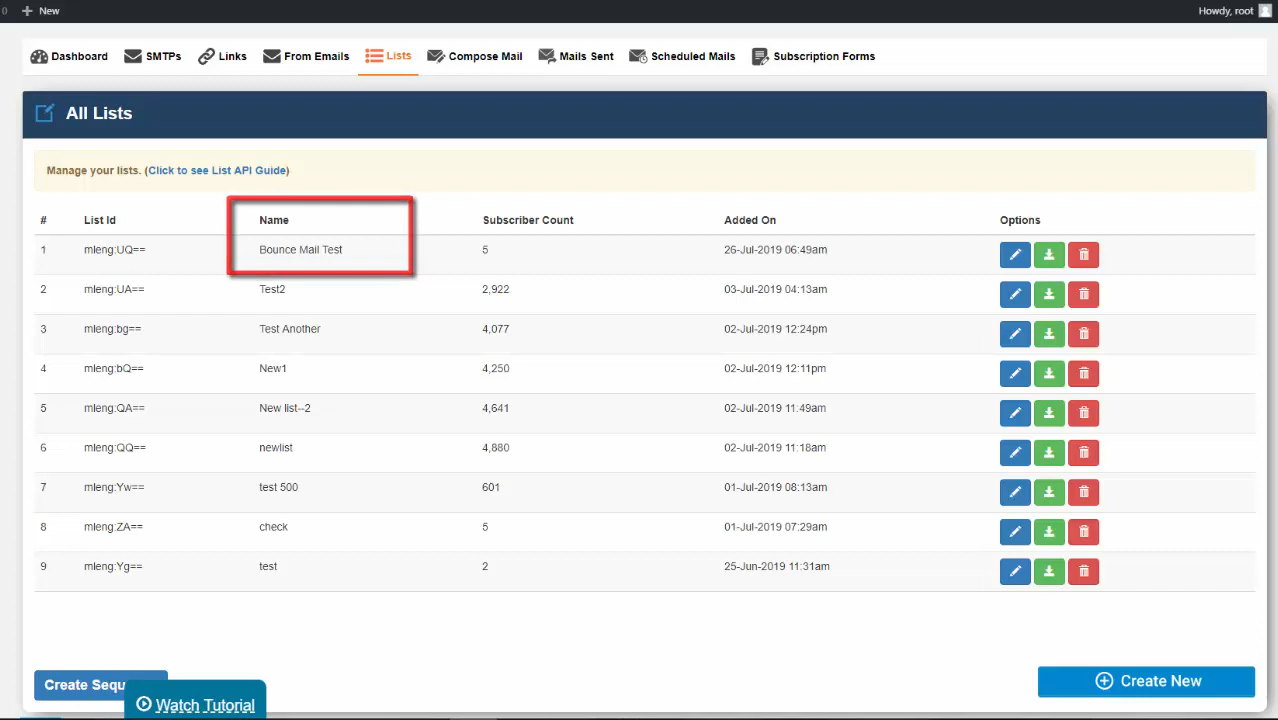 0 New Howdy, root
Dashboard SMTPs Links From Emails Lists Compose Mail Mails Sent Scheduled Mails Subscription Forms
All Lists
Manage your lists. (Click to see List API Guide)
# List Id Name Subscriber Count Added On Options
1 mleng:UQ== Bounce Mail Test 5 26-Jul-2019 06:49am
2 mleng:UA== Test2 2,922 03-Jul-2019 04:13am
3 mleng:bg== Test Another 4,077 02-Jul-2019 12:24pm
4 mleng:bQ== New1 4,250 02-Jul-2019 12:11pm
5 mleng:QA== New list--2 4,641 02-Jul-2019 11:49am
6 mleng:QQ== newlist 4,880 02-Jul-2019 11:18am
7 mleng:Yw== test 500 601 01-Jul-2019 08:13am
8 mleng:ZA== check 5 01-Jul-2019 07:29am
9 mleng:Yg== test 2 25-Jun-2019 11:31am
Create Sequ Create New
Watch Tutorial